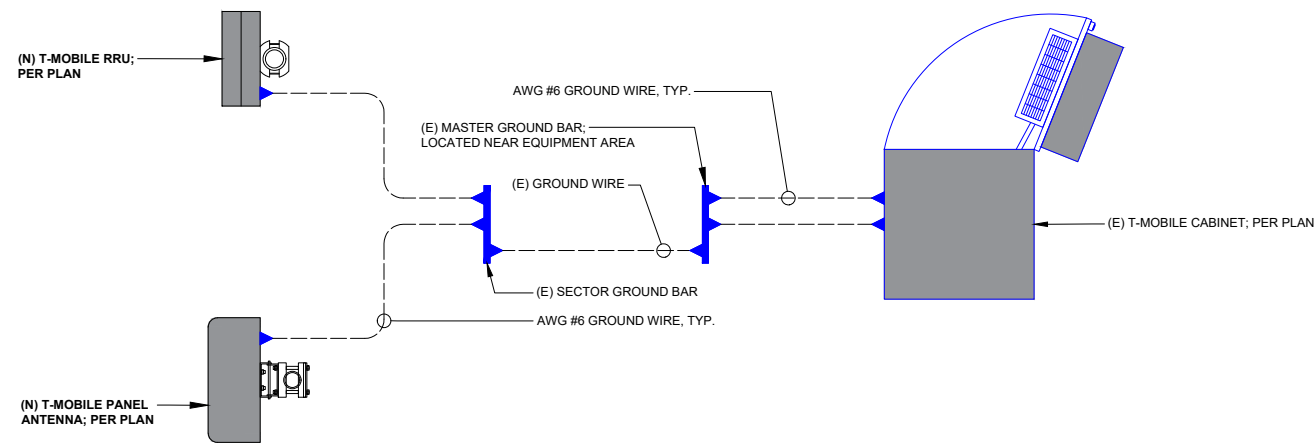 (N) T-MOBILE RRU;
PER PLAN
AWG #6 GROUND WIRE, TYP.
(E) MASTER GROUND BAR;
LOCATED NEAR EQUIPMENT AREA
(E) GROUND WIRE
(E) T-MOBILE CABINET; PER PLAN
(E) SECTOR GROUND BAR
AWG #6 GROUND WIRE, TYP.
(N) T-MOBILE PANEL
ANTENNA; PER PLAN